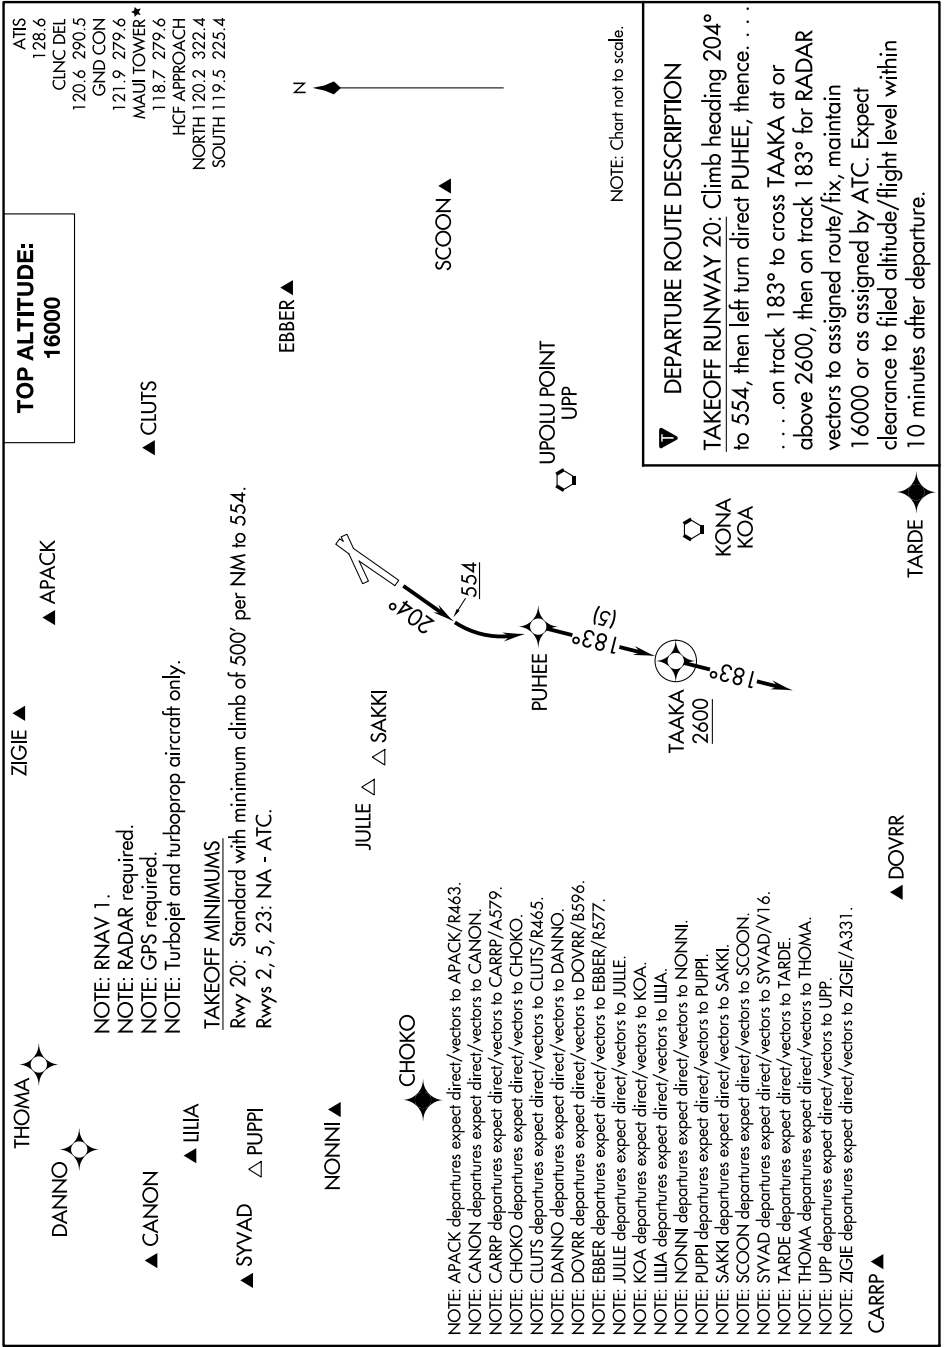 TOP ALTITUDE:
16000
ATIS
128.6
CLNC DEL
120.6 290.5
GND CON
121.9 279.6
MAUI TOWER★
118.7 279.6
HCF APPROACH
NORTH 120.2 322.4
SOUTH 119.5 225.4
THOMA
DANNO
ZIGIE
APACK
CANON
LILIA
CLUTS
SYVAD
PUPPI
EBBER
N
NOTE: RNAV 1.
NOTE: RADAR required.
NOTE: GPS required.
NOTE: Turbojet and turboprop aircraft only.
TAKEOFF MINIMUMS
Rwy 20: Standard with minimum climb of 500' per NM to 554.
Rwys 2, 5, 23: NA - ATC.
NONNI
JULLE
SAKKI
CHOKO
SCOON
204°
554
PUHEE
183°
(5)
TAAKA
2600
183°
UPOLU POINT
UPP
KONA
KOA
TARDE
DOVRR
CARRP
NOTE: Chart not to scale.
NOTE: APACK departures expect direct/vectors to APACK/R463.
NOTE: CANON departures expect direct/vectors to CANON.
NOTE: CARRP departures expect direct/vectors to CARRP/A579.
NOTE: CHOKO departures expect direct/vectors to CHOKO.
NOTE: CLUTS departures expect direct/vectors to CLUTS/R465.
NOTE: DANNO departures expect direct/vectors to DANNO.
NOTE: DOVRR departures expect direct/vectors to DOVRR/B596.
NOTE: EBBER departures expect direct/vectors to EBBER/R577.
NOTE: JULLE departures expect direct/vectors to JULLE.
NOTE: KOA departures expect direct/vectors to KOA.
NOTE: LILIA departures expect direct/vectors to LILIA.
NOTE: NONNI departures expect direct/vectors to NONNI.
NOTE: PUPPI departures expect direct/vectors to PUPPI.
NOTE: SAKKI departures expect direct/vectors to SAKKI.
NOTE: SCOON departures expect direct/vectors to SCOON.
NOTE: SYVAD departures expect direct/vectors to SYVAD/V16.
NOTE: TARDE departures expect direct/vectors to TARDE.
NOTE: THOMA departures expect direct/vectors to THOMA.
NOTE: UPP departures expect direct/vectors to UPP.
NOTE: ZIGIE departures expect direct/vectors to ZIGIE/A331.
T
DEPARTURE ROUTE DESCRIPTION
TAKEOFF RUNWAY 20: Climb heading 204°
to 554, then left turn direct PUHEE, thence. . . .
. . . .on track 183° to cross TAAKA at or
above 2600, then on track 183° for RADAR
vectors to assigned route/fix, maintain
16000 or as assigned by ATC. Expect
clearance to filed altitude/flight level within
10 minutes after departure.